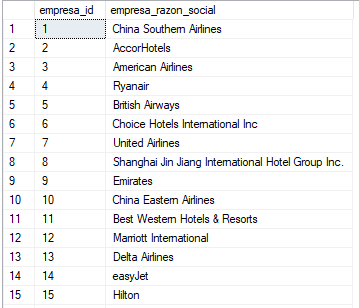 empresa_id empresa_razon_social
1 1 China Southern Airlines
2 2 AccorHotels
3 3 American Airlines
4 4 Ryanair
5 5 British Airways
6 6 Choice Hotels International Inc
7 7 United Airlines
8 8 Shanghai Jin Jiang International Hotel Group Inc.
9 9 Emirates
10 10 China Eastern Airlines
11 11 Best Western Hotels & Resorts
12 12 Marriott International
13 13 Delta Airlines
14 14 easyJet
15 15 Hilton